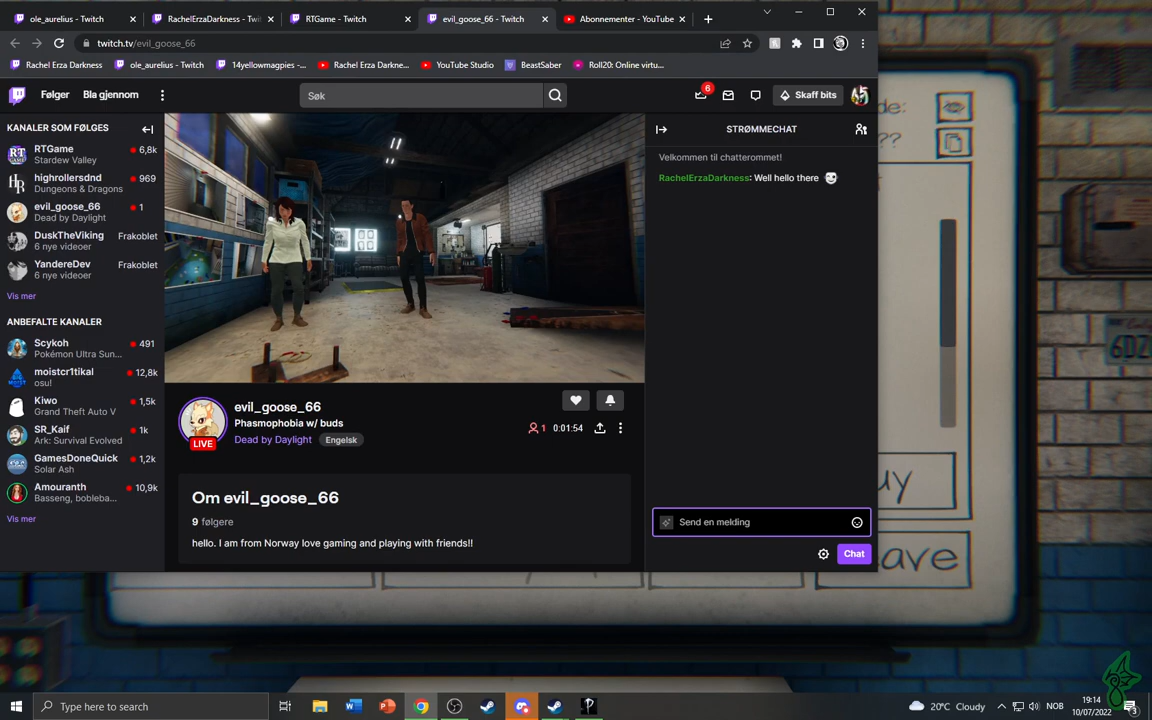 ole_aurelius - Twitch
RachelErzaDarkness - Twi
RTGame - Twitch
evil_goose_66 - Twitch
Abonnementer - YouTube
twitch.tv/evil_goose_66
Rachel Erza Darkness
ole_aurelius - Twitch
14yellowmagpies -...
Rachel Erza Darkne...
YouTube Studio
BeastSaber
Roll20: Online virtu...
Følger
Bla gjennom
Søk
6
Skaff bits
KANALER SOM FØLGES
RTGame 6,8k
Stardew Valley
highrollersdnd 969
Dungeons & Dragons
evil_goose_66 1
Dead by Daylight
DuskTheViking Frakoblet
6 nye videoer
YandereDev Frakoblet
6 nye videoer
Vis mer
ANBEFALTE KANALER
Scykoh 491
Pokémon Ultra Sun...
moistcr1tikal 12,8k
osu!
Kiwo 1,5k
Grand Theft Auto V
SR_Kaif 1k
Ark: Survival Evolved
GamesDoneQuick 1,2k
Solar Ash
Amouranth 10,9k
Basseng, bobleba...
Vis mer
evil_goose_66
Phasmophobia w/ buds
Dead by Daylight Engelsk
LIVE
1 0:01:54
Om evil_goose_66
9 følgere
hello. I am from Norway love gaming and playing with friends!!
STRØMMECHAT
Velkommen til chatterommet!
RachelErzaDarkness: Well hello there
Send en melding
Chat
de:
??
uy
eave
6D2
Type here to search
20°C Cloudy
NOB
19:14
10/07/2022
3